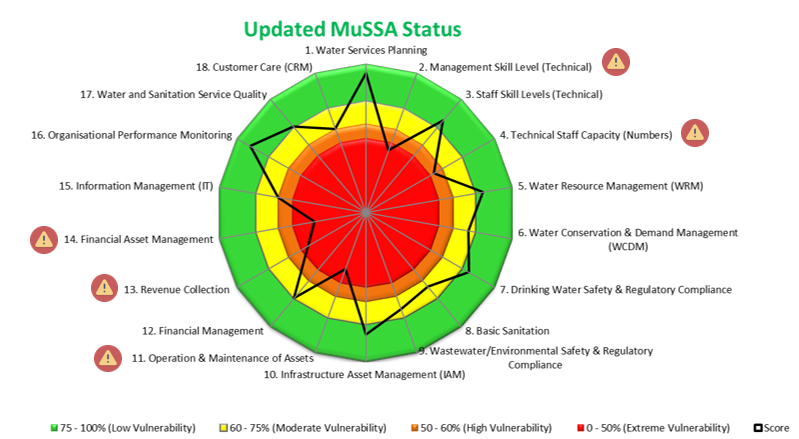 Updated MuSSA Status
1. Water Services Planning
18. Customer Care (CRM)
2. Management Skill Level (Technical)
17. Water and Sanitation Service Quality
3. Staff Skill Levels (Technical)
16. Organisational Performance Monitoring
4. Technical Staff Capacity (Numbers)
15. Information Management (IT)
5. Water Resource Management (WRM)
14. Financial Asset Management
6. Water Conservation & Demand Management
(WCDM)
13. Revenue Collection
7. Drinking Water Safety & Regulatory Compliance
12. Financial Management
8. Basic Sanitation
11. Operation & Maintenance of Assets
9. Wastewater/Environmental Safety & Regulatory
Compliance
10. Infrastructure Asset Management (IAM)
75 - 100% (Low Vulnerability)
60 - 75% (Moderate Vulnerability)
50 - 60% (High Vulnerability)
0 - 50% (Extreme Vulnerability)
Score